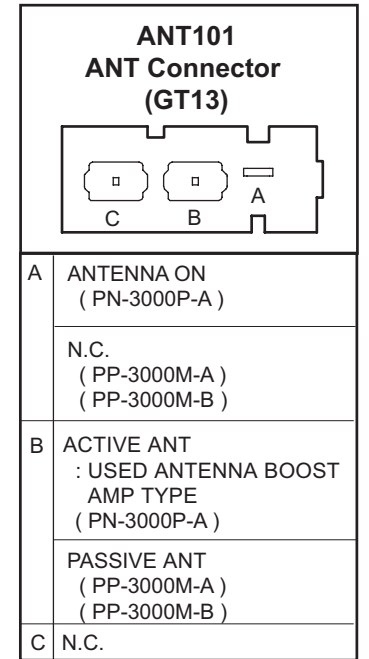 ANT101
ANT Connector
(GT13)
A
C B
A ANTENNA ON
( PN-3000P-A )
N.C.
( PP-3000M-A )
( PP-3000M-B )
B ACTIVE ANT
: USED ANTENNA BOOST
AMP TYPE
( PN-3000P-A )
PASSIVE ANT
( PP-3000M-A )
( PP-3000M-B )
C N.C.